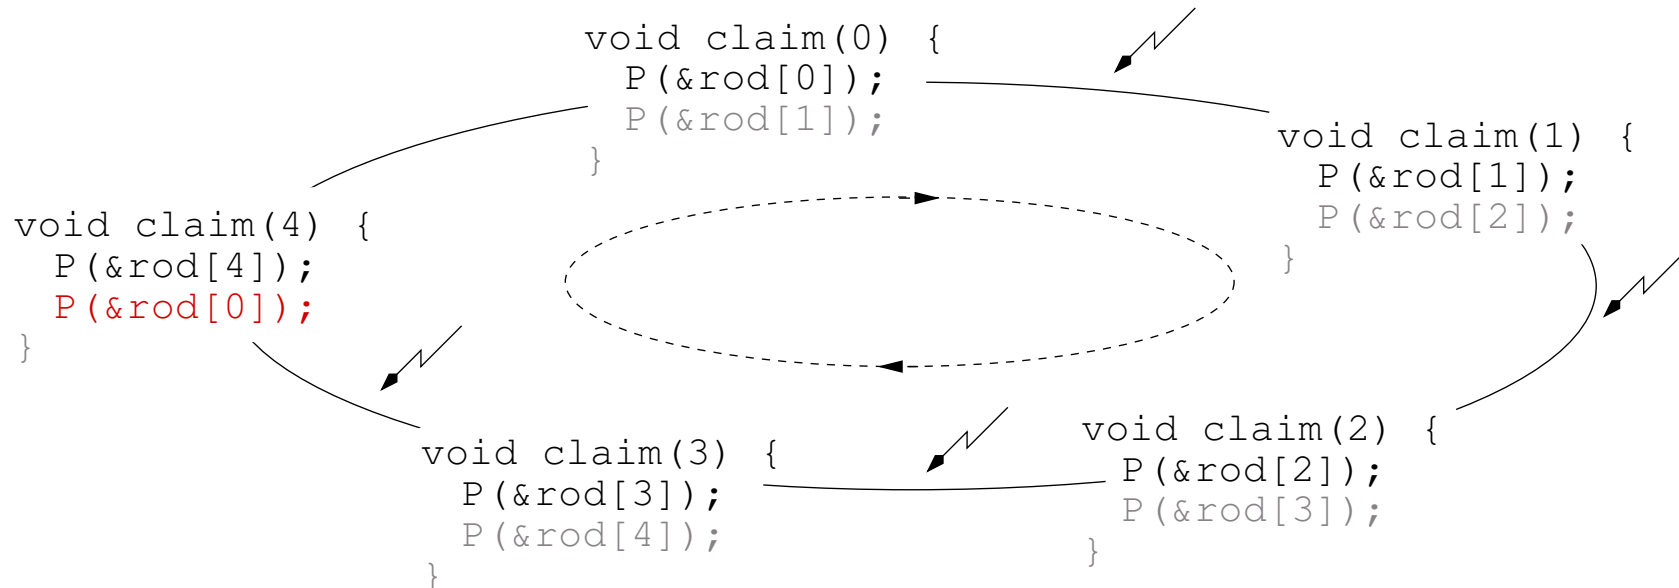 void claim(0) {
P(&rod[0]);
P(&rod[1]);
}
void claim(1) {
P(&rod[1]);
P(&rod[2]);
}
void claim(4) {
P(&rod[4]);
P(&rod[0]);
}
void claim(2) {
P(&rod[2]);
P(&rod[3]);
}
void claim(3) {
P(&rod[3]);
P(&rod[4]);
}